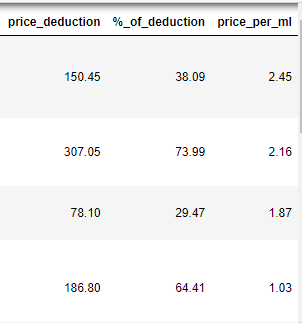 price_deduction %_of_deduction price_per_ml
150.45 38.09 2.45
307.05 73.99 2.16
78.10 29.47 1.87
186.80 64.41 1.03